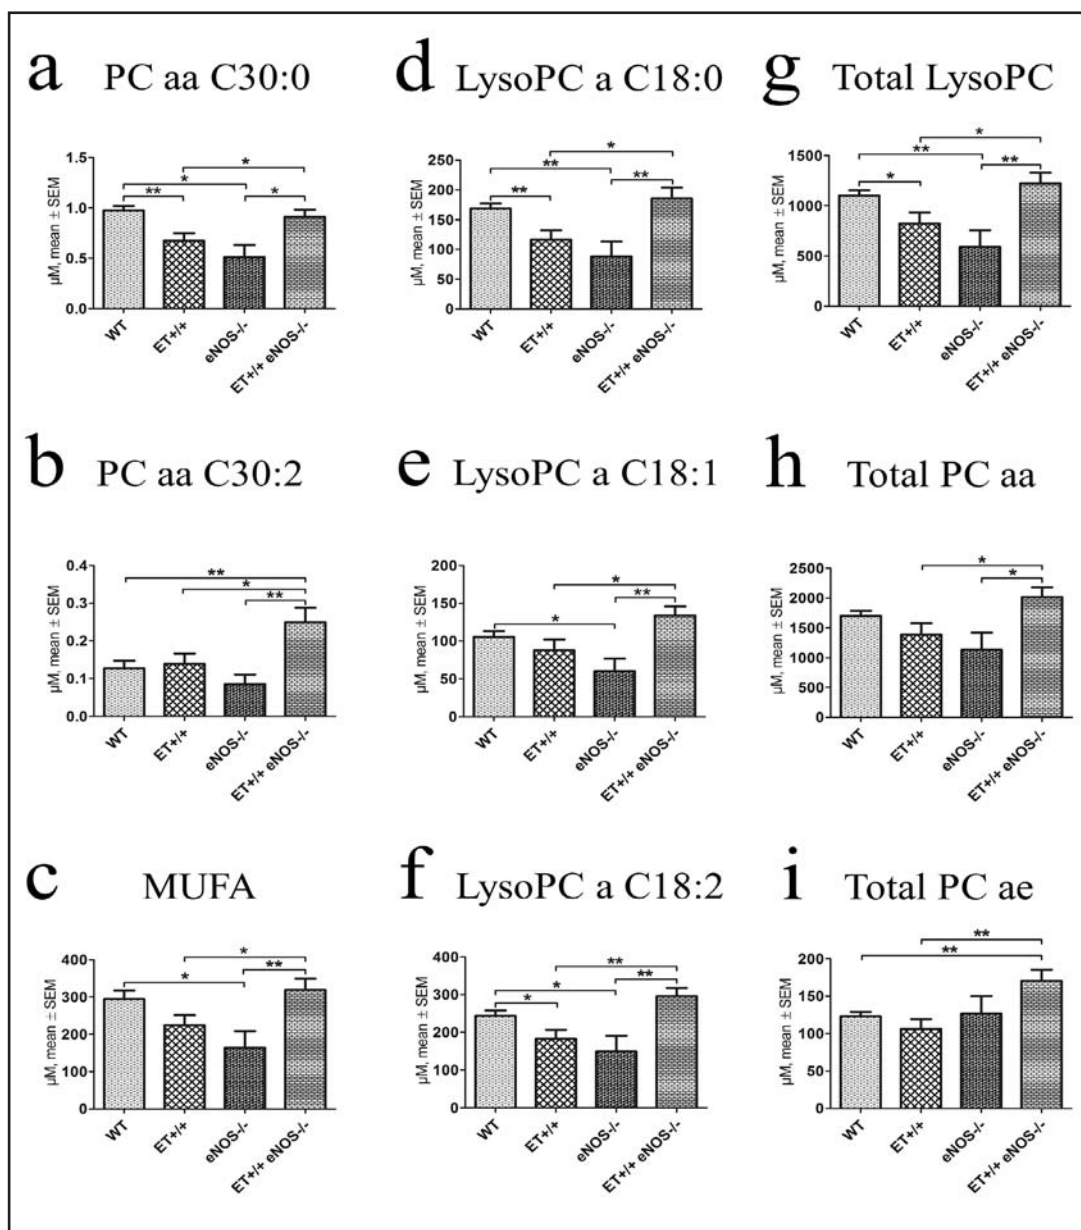 a PC aa C30:0
μM, mean ± SEM
1.5
1.0
0.5
0.0
*
*
**
*
WT
ET+/+
eNOS-/-
ET+/+ eNOS-/-
d LysoPC a C18:0
μM, mean ± SEM
250
200
150
100
50
0
*
**
**
**
WT
ET+/+
eNOS-/-
ET+/+ eNOS-/-
g Total LysoPC
μM, mean ± SEM
1500
1000
500
0
*
**
**
*
WT
ET+/+
eNOS-/-
ET+/+ eNOS-/-
b PC aa C30:2
μM, mean ± SEM
0.4
0.3
0.2
0.1
0.0
**
*
**
WT
ET+/+
eNOS-/-
ET+/+ eNOS-/-
e LysoPC a C18:1
μM, mean ± SEM
200
150
100
50
0
*
**
*
WT
ET+/+
eNOS-/-
ET+/+ eNOS-/-
h Total PC aa
μM, mean ± SEM
2500
2000
1500
1000
500
0
*
*
WT
ET+/+
eNOS-/-
ET+/+ eNOS-/-
c MUFA
μM, mean ± SEM
400
300
200
100
0
*
**
*
WT
ET+/+
eNOS-/-
ET+/+ eNOS-/-
f LysoPC a C18:2
μM, mean ± SEM
400
300
200
100
0
**
**
*
*
WT
ET+/+
eNOS-/-
ET+/+ eNOS-/-
i Total PC ae
μM, mean ± SEM
200
150
100
50
0
**
**
WT
ET+/+
eNOS-/-
ET+/+ eNOS-/-